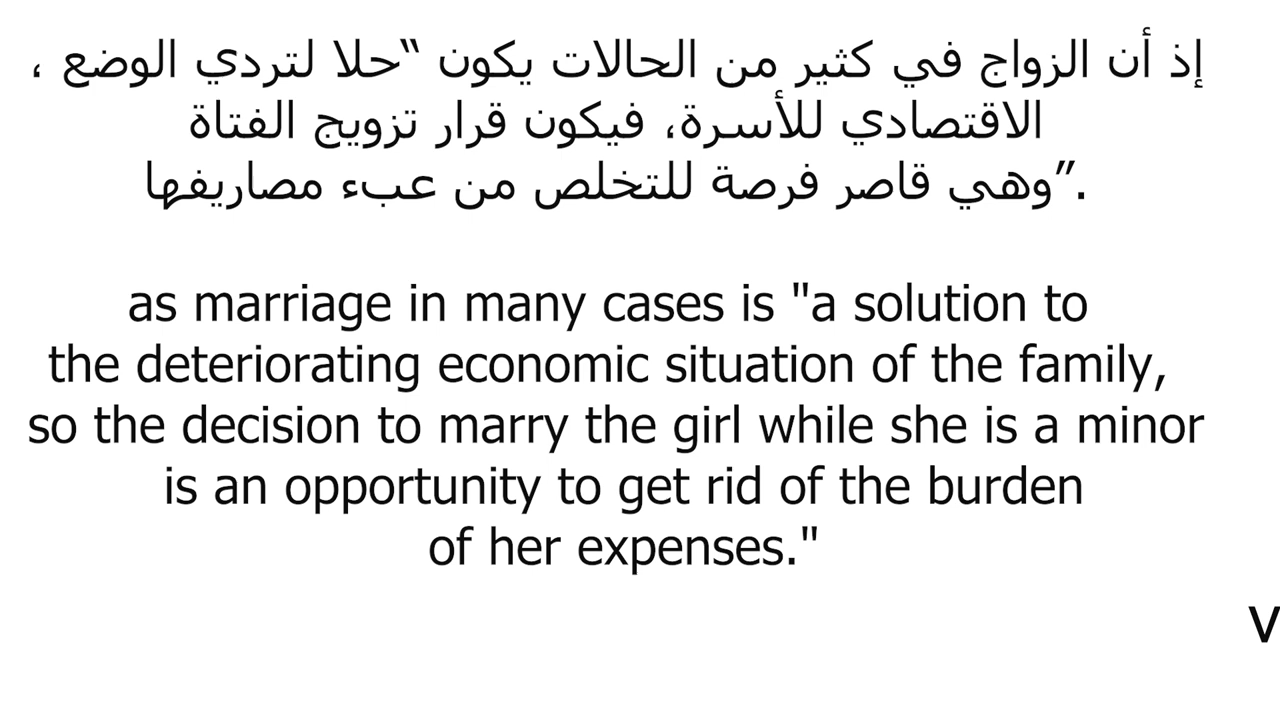 إذ أن الزواج في كثير من الحالات يكون “حلا لتردي الوضع ،
الاقتصادي للأسرة، فيكون قرار تزويج الفتاة
.”وهي قاصر فرصة للتخلص من عبء مصاريفها
as marriage in many cases is "a solution to
the deteriorating economic situation of the family,
so the decision to marry the girl while she is a minor
is an opportunity to get rid of the burden
of her expenses."
v